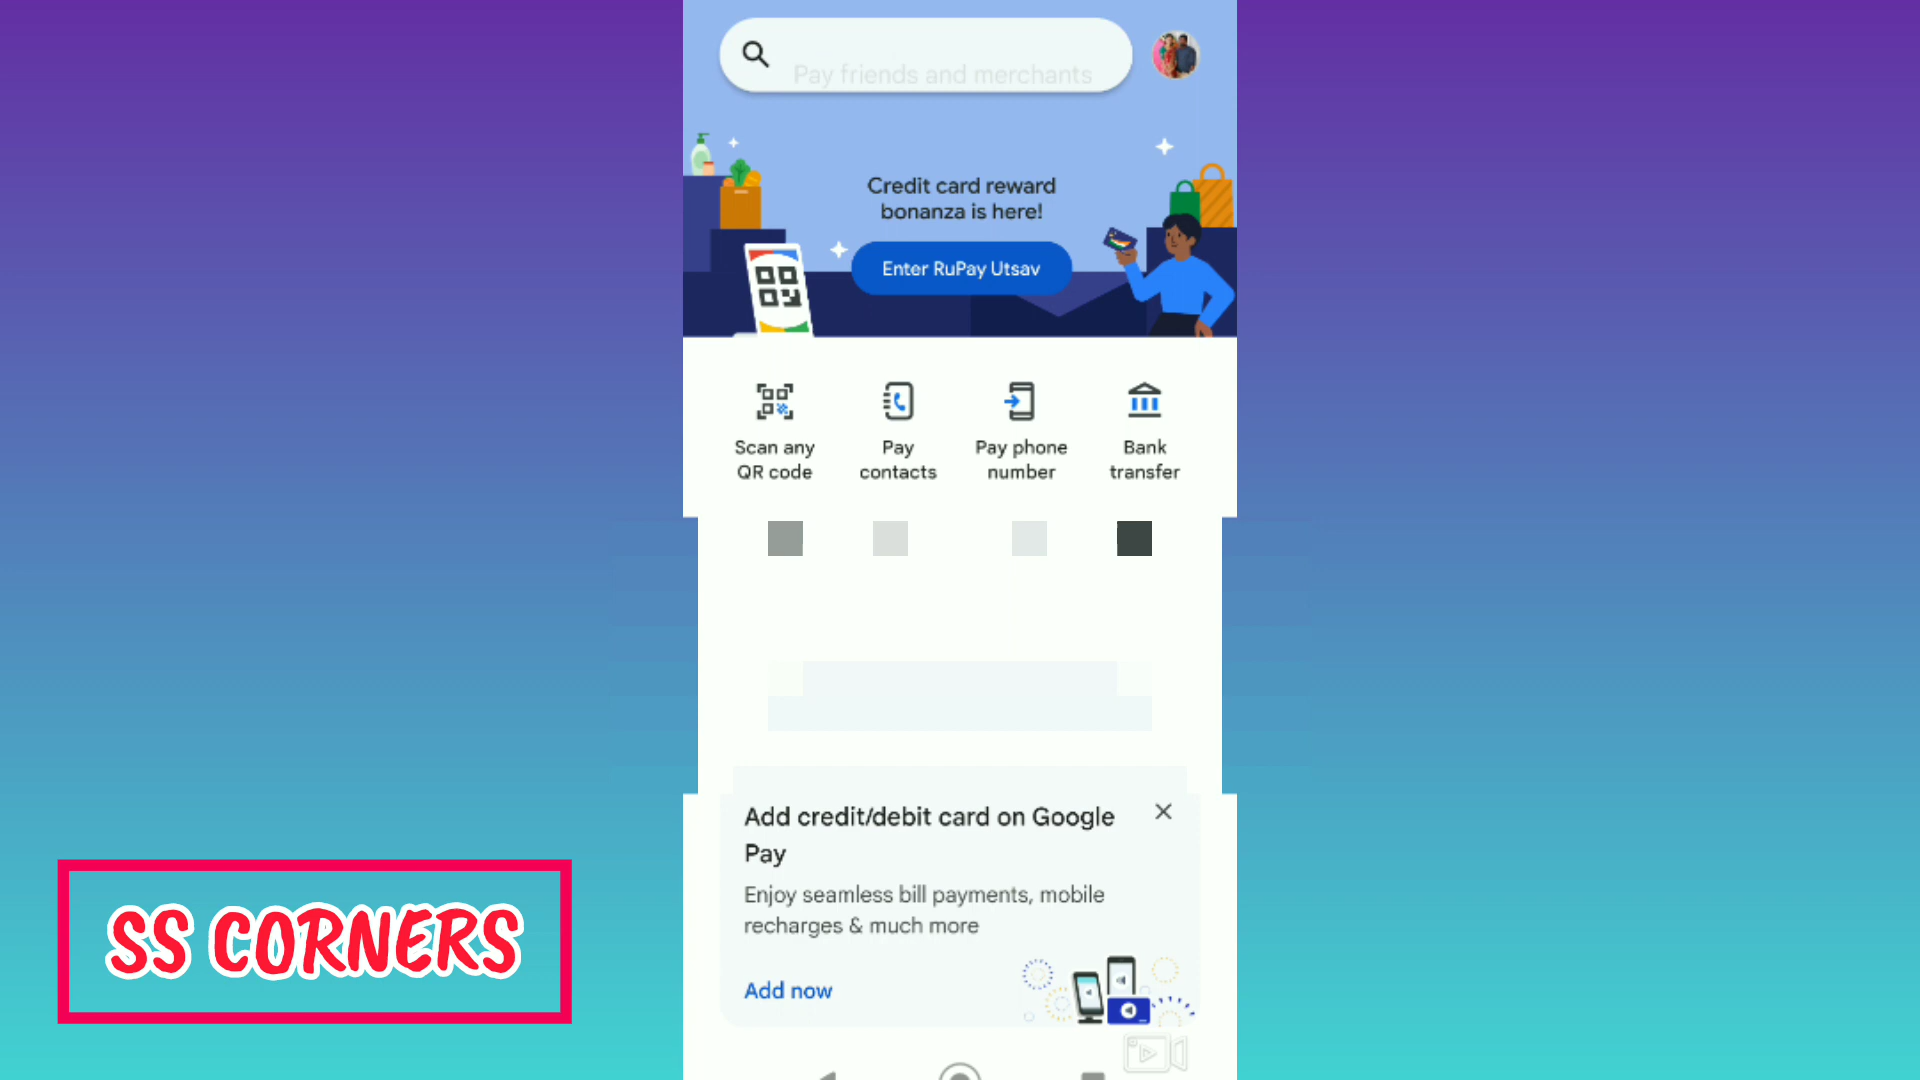 Pay friends and merchants
Credit card reward
bonanza is here!
Enter RuPay Utsav
Scan any
QR code
Pay
contacts
Pay phone
number
Bank
transfer
Add credit/debit card on Google
Pay
Enjoy seamless bill payments, mobile
recharges & much more
Add now
SS CORNERS